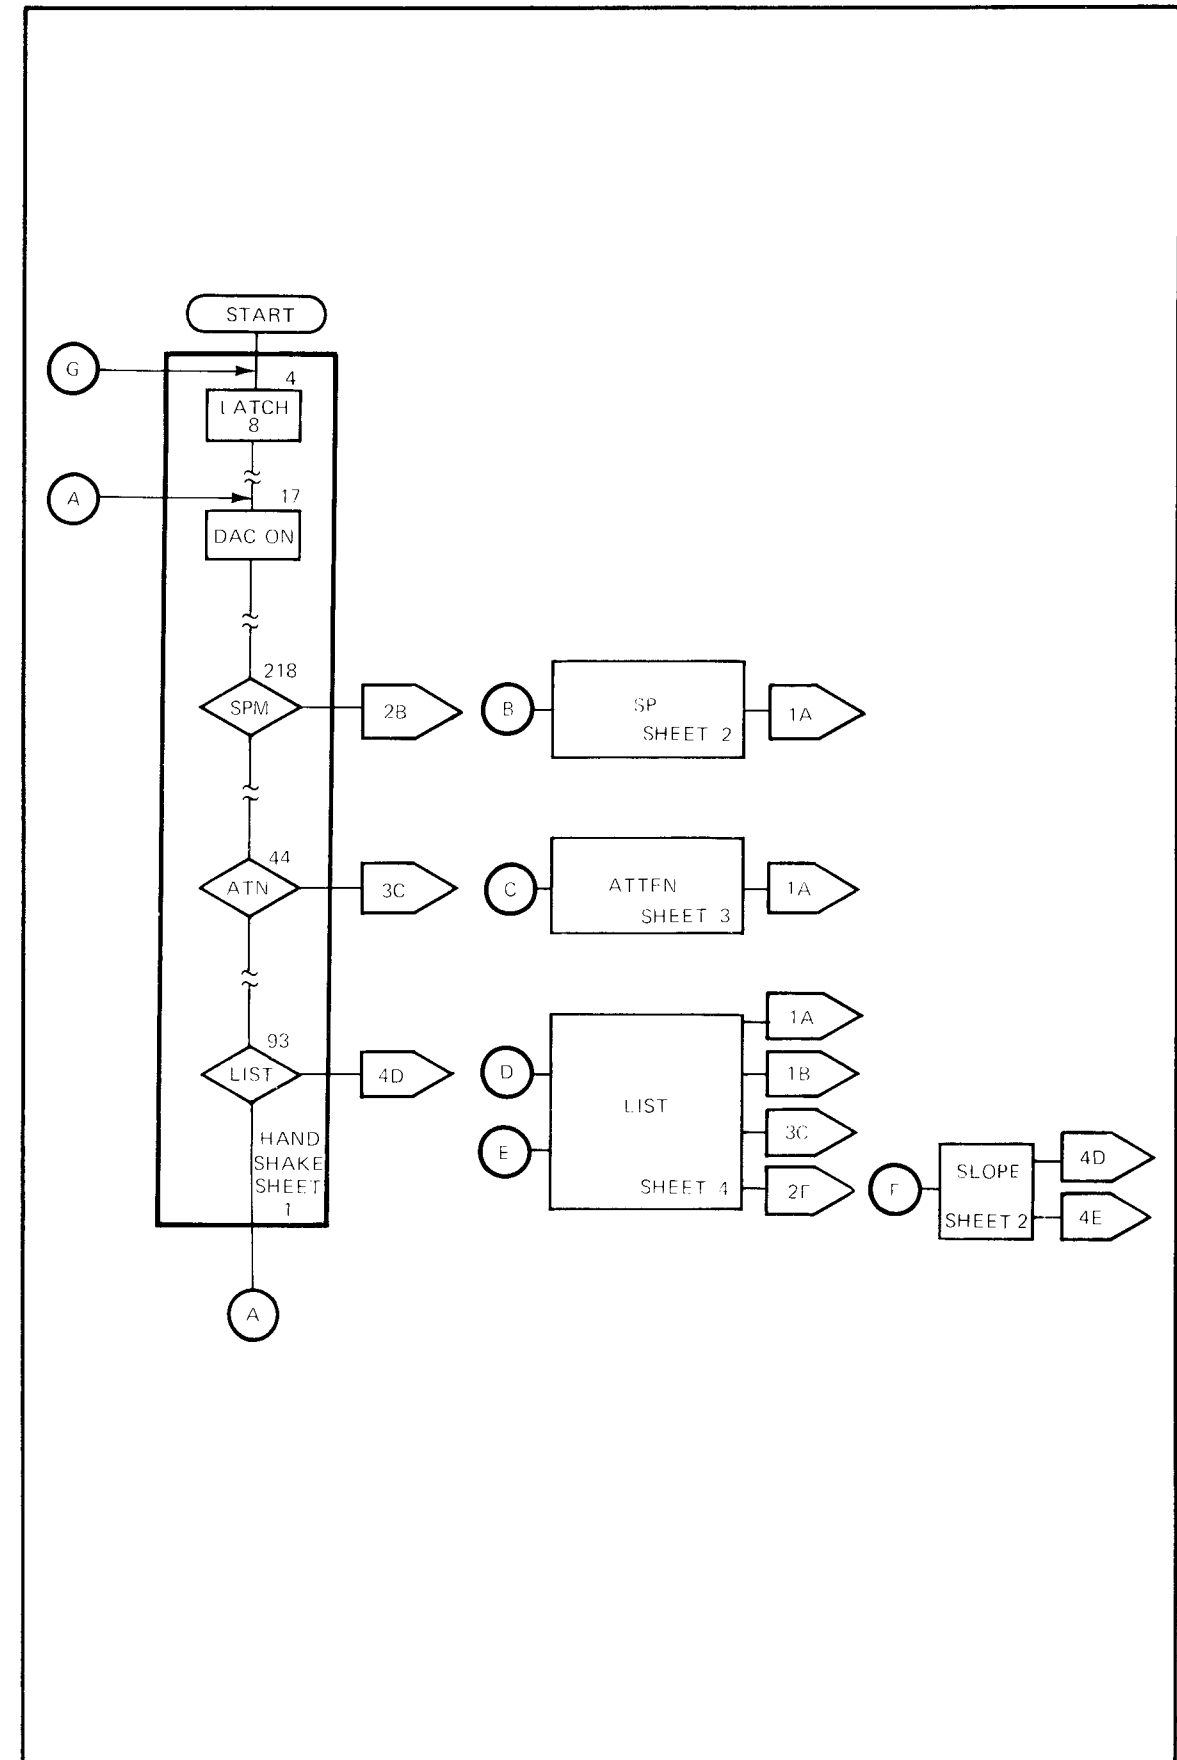 START
G
4
LATCH
8
A
17
DAC ON
218
SPM
2B
B
SP
SHEET 2
1A
44
ATN
3C
C
ATTEN
SHEET 3
1A
93
LIST
4D
D
E
LIST
SHEET 4
1A
1B
3C
2F
F
SLOPE
SHEET 2
4D
4E
HAND
SHAKE
SHEET
1
A